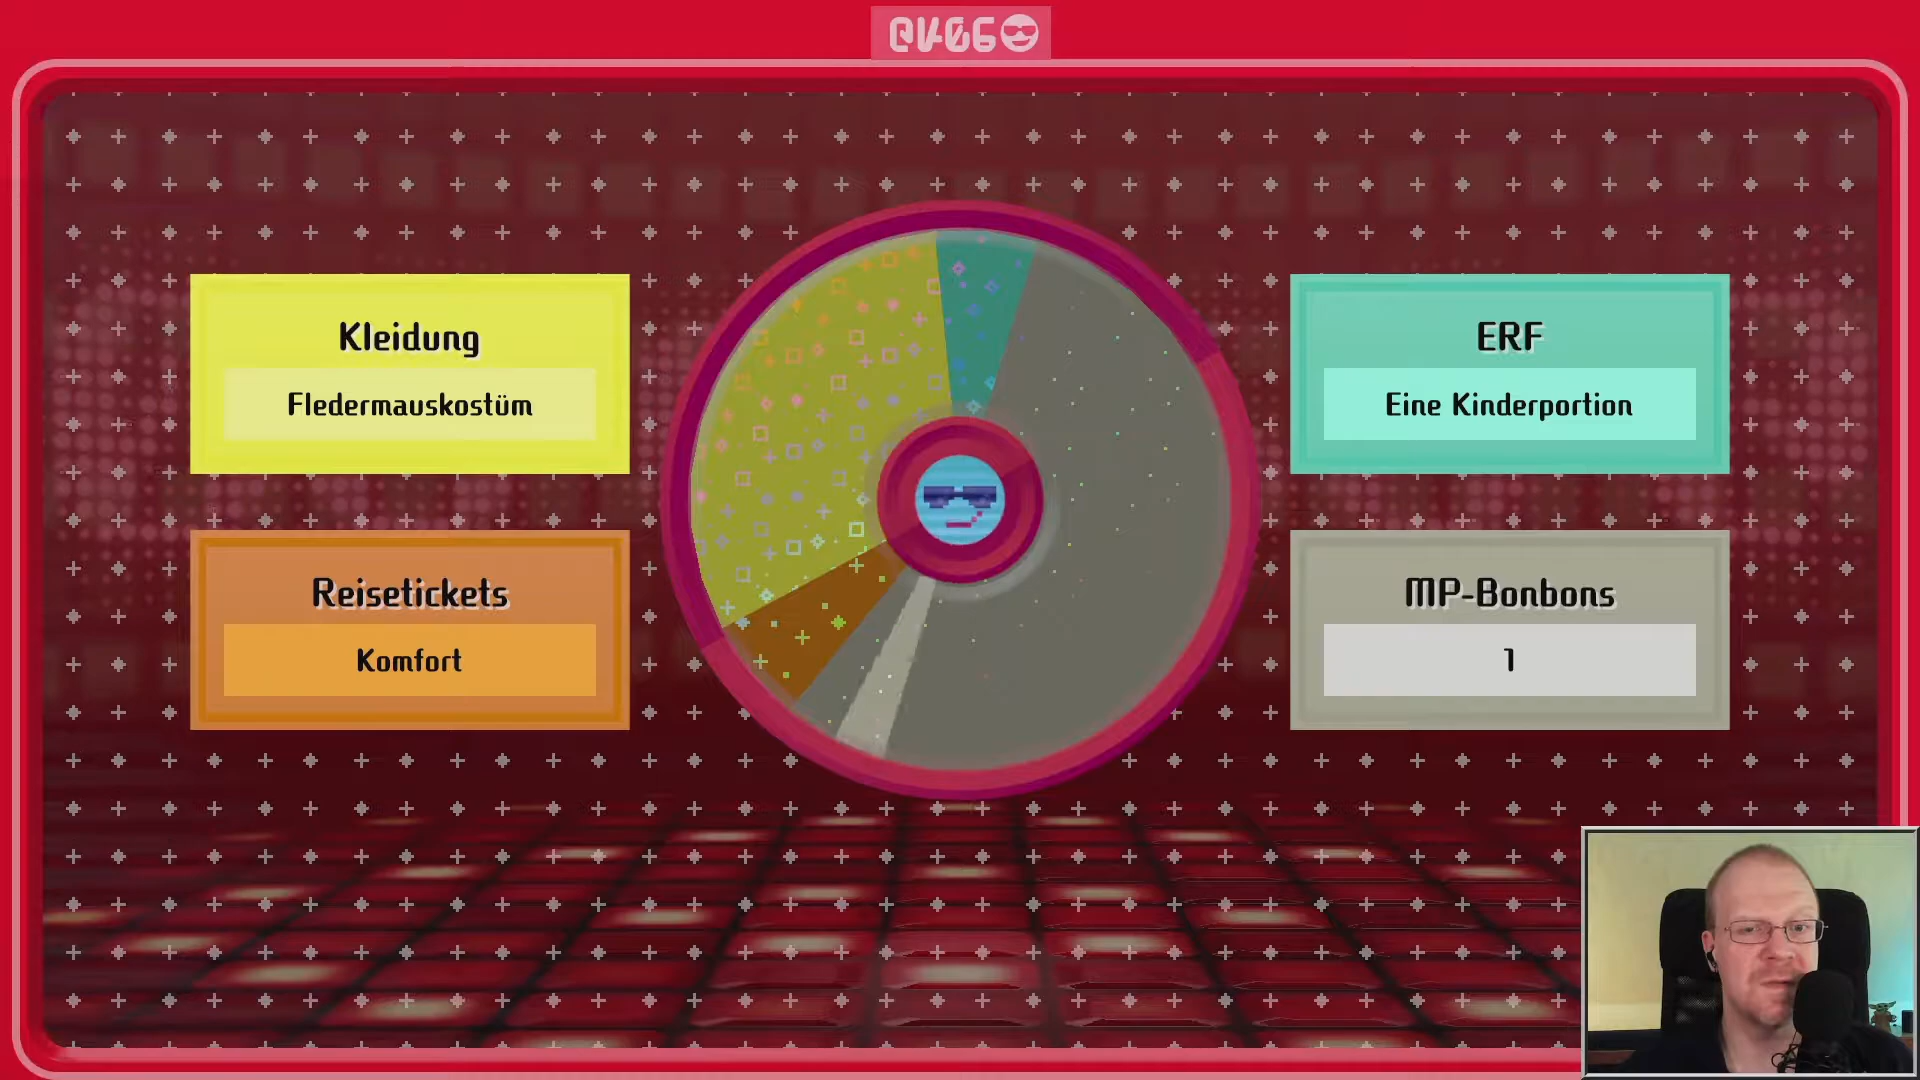 Kleidung
Fledermauskostüm
Reisetickets
Komfort
ERF
Eine Kinderportion
MP-Bonbons
1